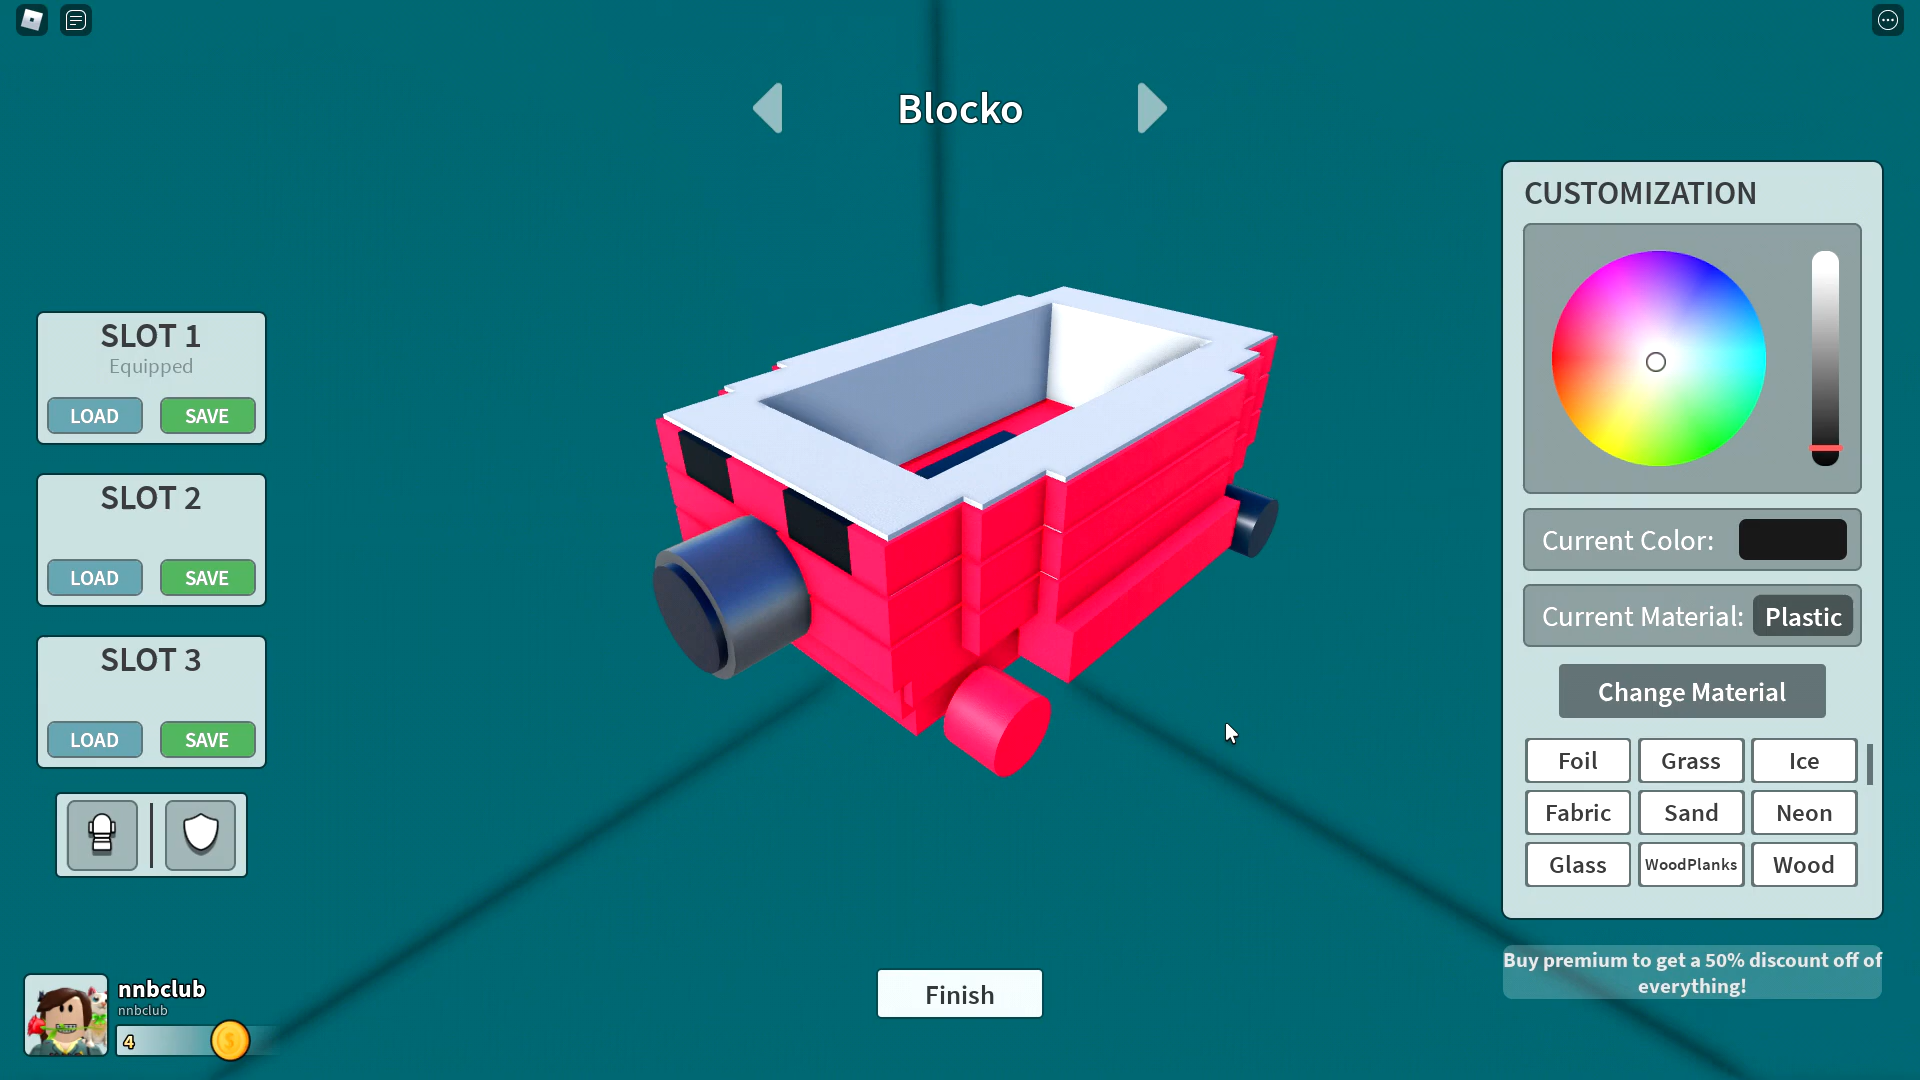 Blocko
CUSTOMIZATION
SLOT 1
Equipped
LOAD SAVE
SLOT 2
LOAD SAVE
SLOT 3
LOAD SAVE
Current Color:
Current Material: Plastic
Change Material
Foil Grass Ice
Fabric Sand Neon
Glass WoodPlanks Wood
Buy premium to get a 50% discount off of
everything!
nnbclub
nnbclub
4
Finish